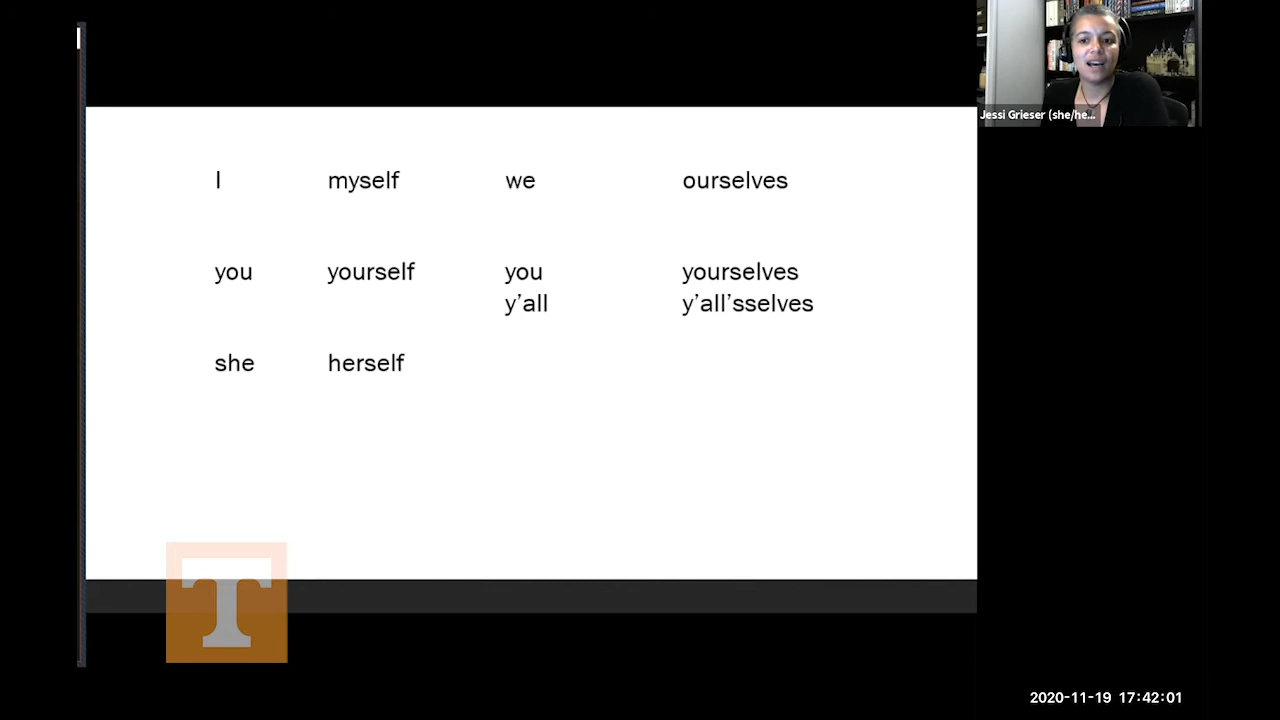 Jessi Grieser (she/he...
I myself we ourselves
you yourself you yourselves
y’all y’all’sselves
she herself
T
2020-11-19 17:42:01